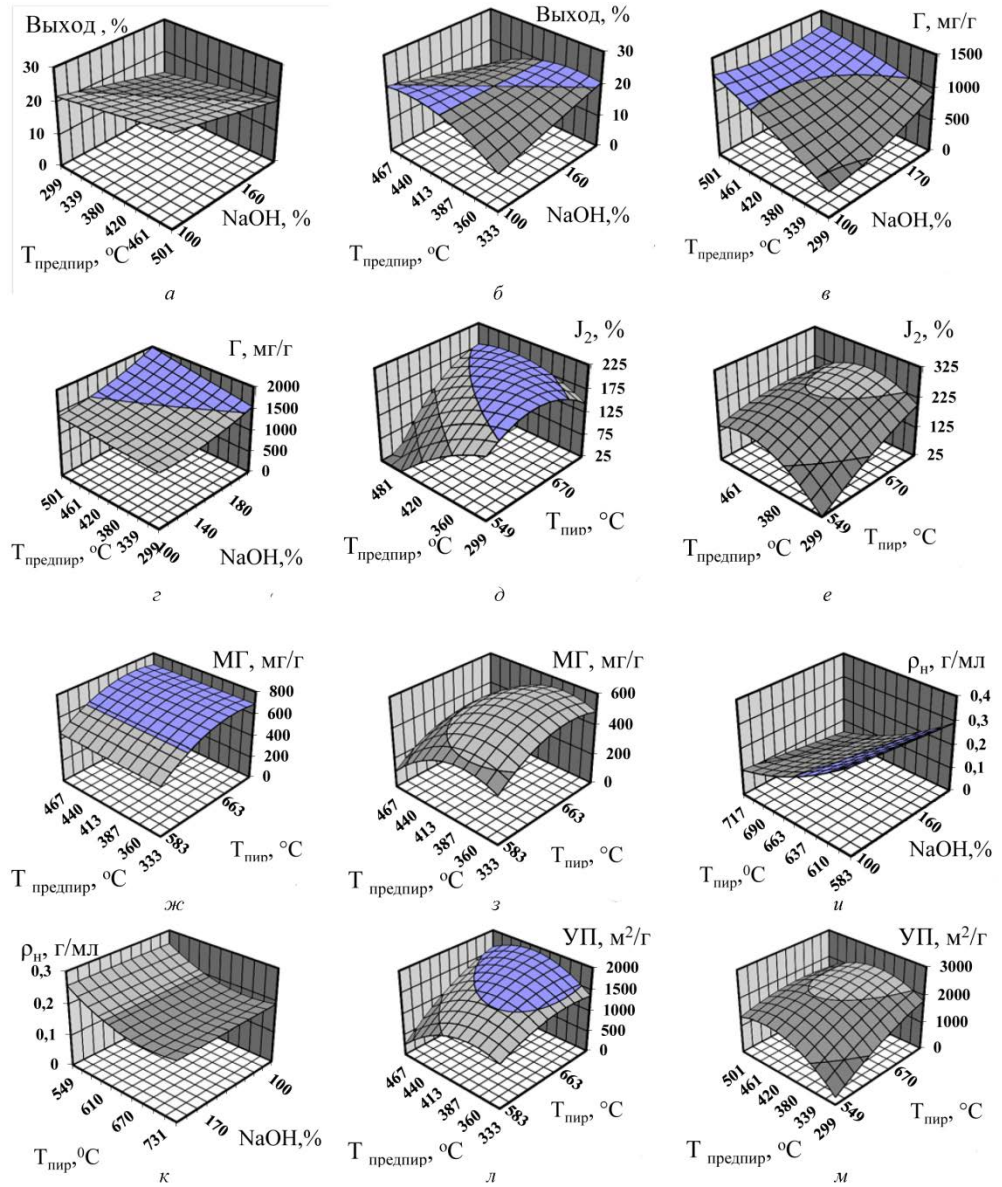 Выход , %
30
20
10
0
299
339
380
420
461
501
100
160
NaOH, %
Tпредпир, °C
а
Выход, %
30
20
10
0
467
440
413
387
360
333
100
160
NaOH, %
Tпредпир, °C
б
Г, мг/г
1500
1000
500
0
501
461
420
380
339
299
100
170
NaOH,%
Tпредпир, °C
в
Г, мг/г
2000
1500
1000
500
0
501
461
420
380
339
299
100
140
180
NaOH,%
Tпредпир, °C
г
J2, %
225
175
125
75
25
481
420
360
299
549
670
Tпир, °C
Tпредпир, °C
д
J2, %
325
225
125
25
461
380
299
549
670
Tпир, °C
Tпредпир, °C
е
МГ, мг/г
800
600
400
200
0
467
440
413
387
360
333
583
663
Tпир, °C
T предпир, °C
ж
МГ, мг/г
600
400
200
0
467
440
413
387
360
333
583
663
Tпир, °C
T предпир, °C
з
ρн, г/мл
0,4
0,3
0,2
0,1
0
717
690
663
637
610
583
100
160
NaOH,%
Tпир,⁰C
и
ρн, г/мл
0,3
0,2
0,1
0
549
610
670
731
170
100
NaOH,%
Tпир,⁰C
к
УП, м²/г
2000
1500
1000
500
0
467
440
413
387
360
333
583
663
Tпир, °C
T предпир, °C
л
УП, м²/г
3000
2000
1000
0
501
461
420
380
339
299
549
670
Tпир, °C
T предпир, °C
м